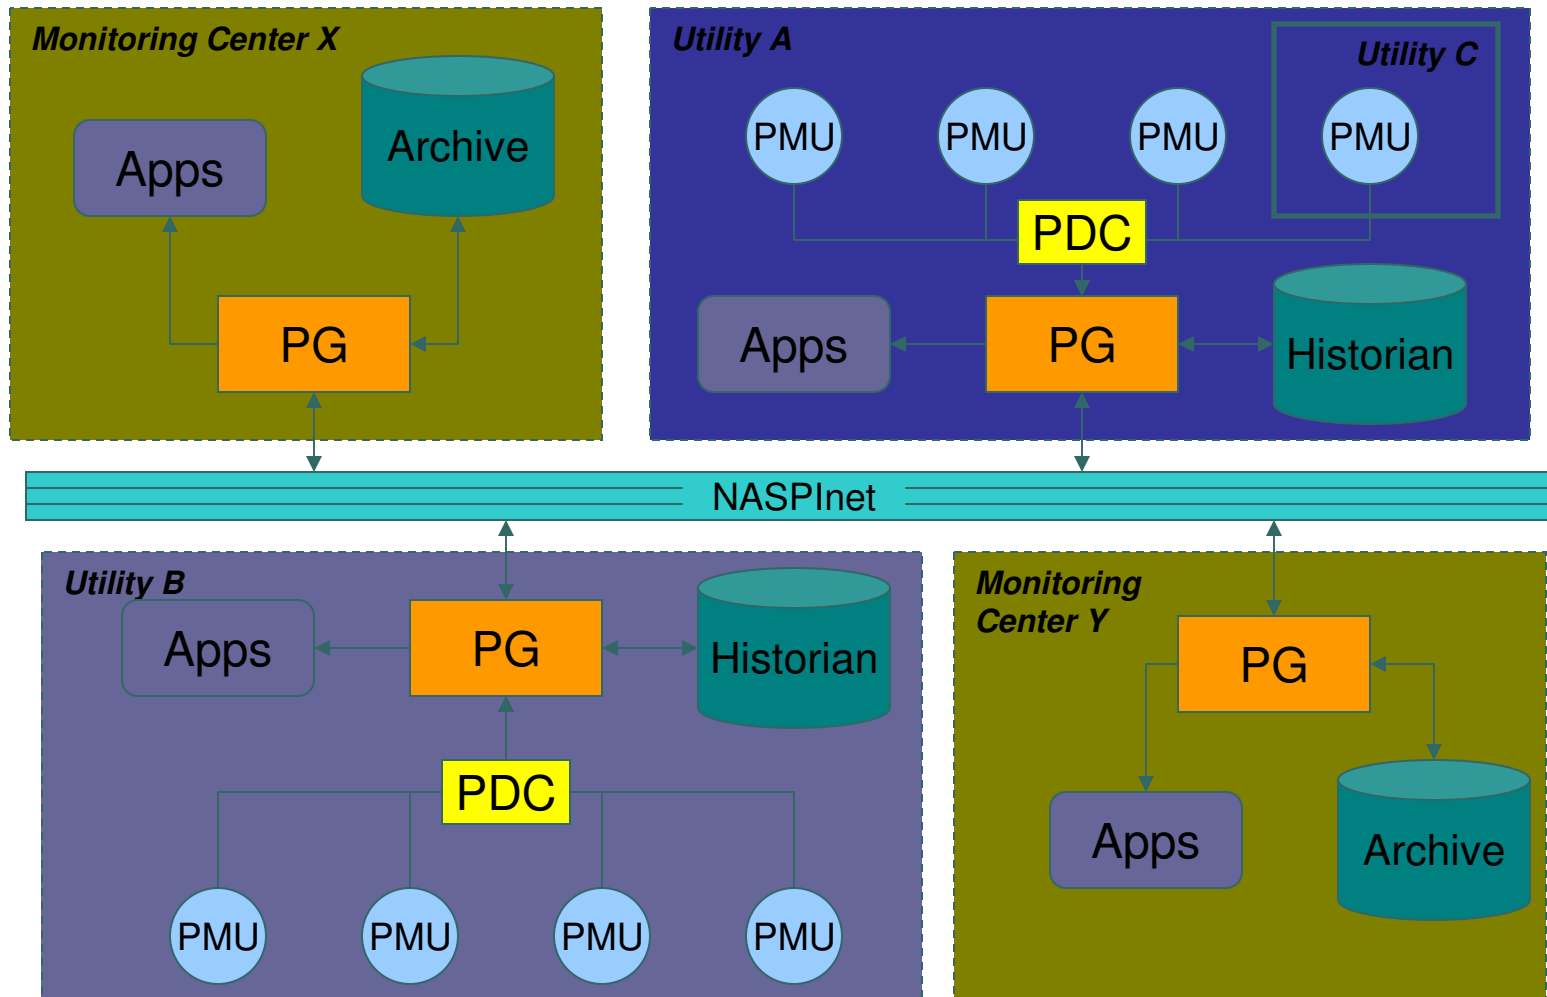 Monitoring Center X
Apps
Archive
PG
Utility A
Utility C
PMU
PMU
PMU
PMU
PDC
Apps
PG
Historian
NASPInet
Utility B
Apps
PG
Historian
PDC
PMU
PMU
PMU
PMU
Monitoring
Center Y
PG
Apps
Archive